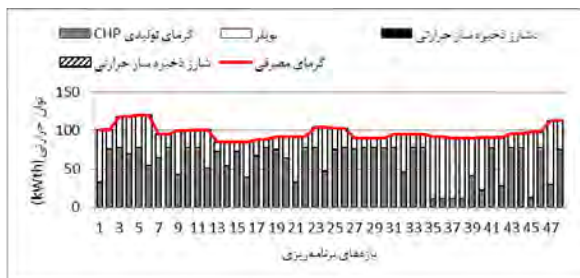 گرمای تولیدی CHP
بویلر
دشارژ ذخیره ساز حرارتی
شارژ ذخیره ساز حرارتی
گرمای مصرفی
توان حرارتی (kWth)
150
100
50
0
1 3 5 7 9 11 13 15 17 19 21 23 25 27 29 31 33 35 37 39 41 43 45 47
بازه‌های برنامه‌ریزی